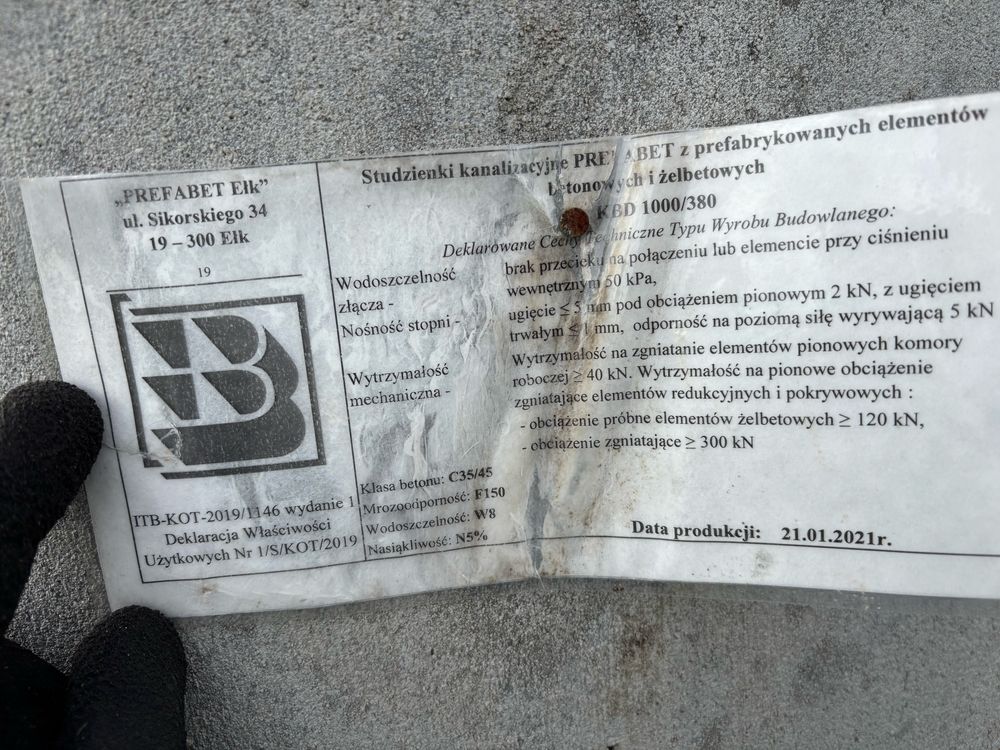 „PREFABET Ełk”
ul. Sikorskiego 34
19 – 300 Ełk
19
ITB-KOT-2019/1146 wydanie 1
Deklaracja Właściwości
Użytkowych Nr 1/S/KOT/2019
Studzienki kanalizacyjne PREFABET z prefabrykowanych elementów
betonowych i żelbetowych
KBD 1000/380
Deklarowane Cechy Techniczne Typu Wyrobu Budowlanego:
Wodoszczelność
złącza -
brak przecieku na połączeniu lub elemencie przy ciśnieniu
wewnętrznym 50 kPa,
Nośność stopni -
ugięcie ≤ 5 mm pod obciążeniem pionowym 2 kN, z ugięciem
trwałym ≤ 1 mm, odporność na poziomą siłę wyrywającą 5 kN
Wytrzymałość
mechaniczna -
Wytrzymałość na zgniatanie elementów pionowych komory
roboczej ≥ 40 kN. Wytrzymałość na pionowe obciążenie
zgniatające elementów redukcyjnych i pokrywowych :
- obciążenie próbne elementów żelbetowych ≥ 120 kN,
- obciążenie zgniatające ≥ 300 kN
Klasa betonu: C35/45
Mrozoodporność: F150
Wodoszczelność: W8
Nasiąkliwość: N5%
Data produkcji: 21.01.2021r.